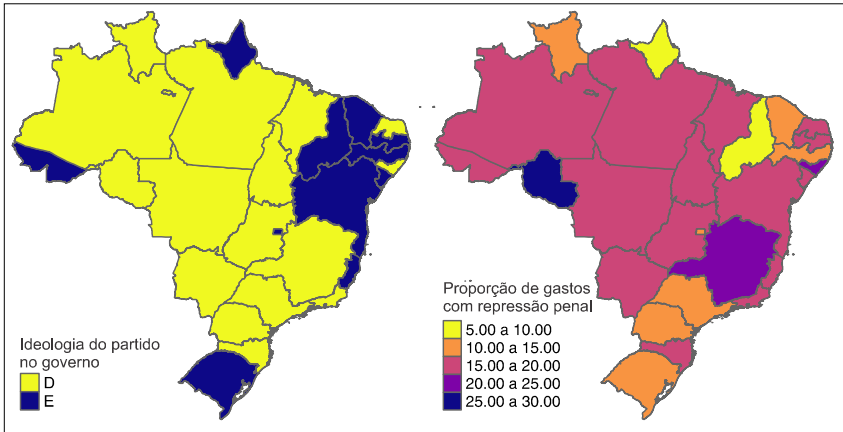 Ideologia do partido
no governo
D
E
Proporção de gastos
com repressão penal
5.00 a 10.00
10.00 a 15.00
15.00 a 20.00
20.00 a 25.00
25.00 a 30.00